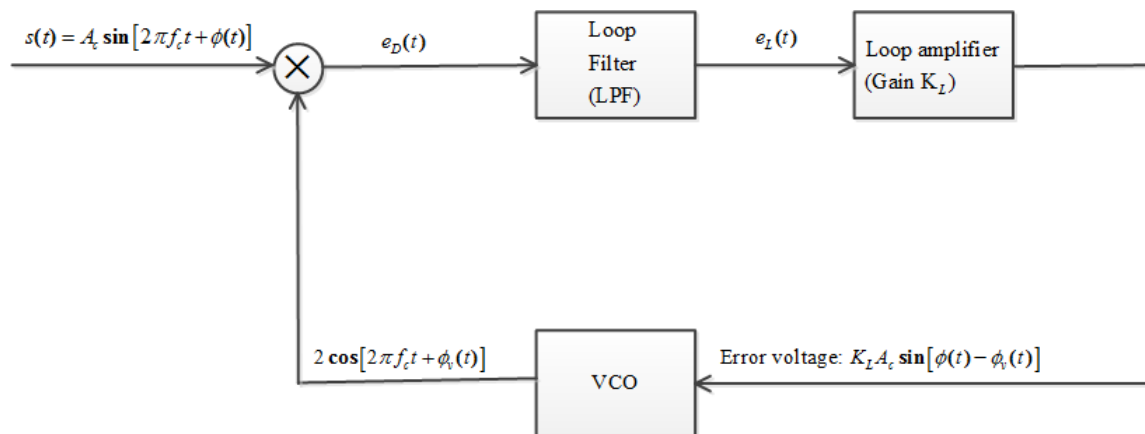 s(t) = A_c sin[2πf_c t + ϕ(t)]
e_D(t)
Loop
Filter
(LPF)
e_L(t)
Loop amplifier
(Gain K_L)
2 cos[2πf_c t + ϕ_v(t)]
VCO
Error voltage: K_L A_c sin[ϕ(t) − ϕ_v(t)]